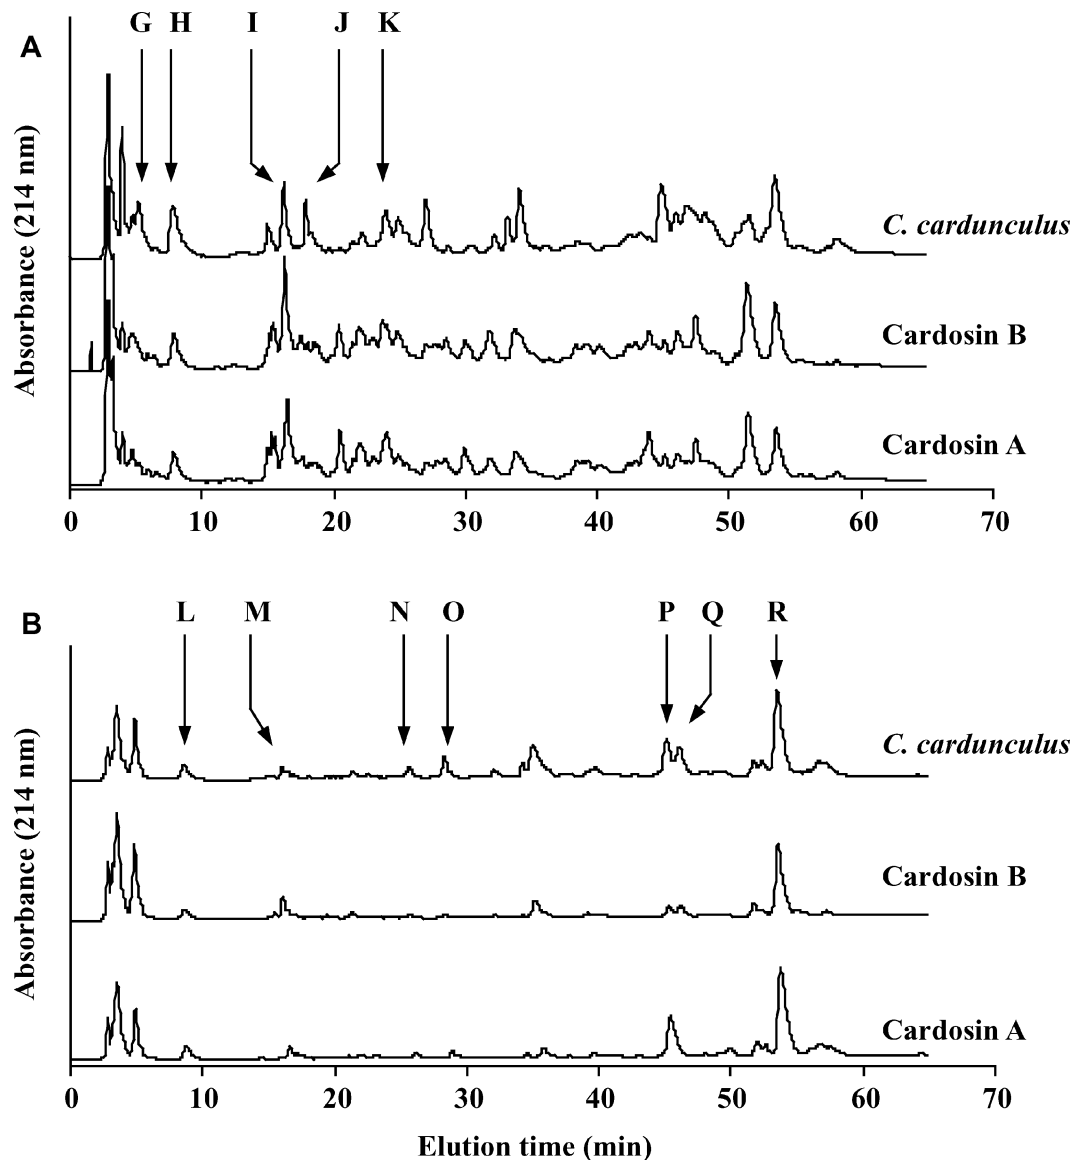 G H I J K
A
Absorbance (214 nm)
C. cardunculus
Cardosin B
Cardosin A
0 10 20 30 40 50 60 70
L M N O P Q R
B
Absorbance (214 nm)
C. cardunculus
Cardosin B
Cardosin A
0 10 20 30 40 50 60 70
Elution time (min)